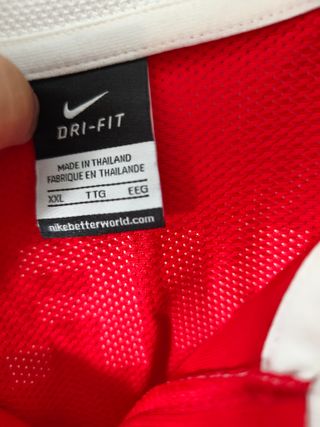 DRI-FIT
MADE IN THAILAND
FABRIQUE EN THAILANDE
XXL TTG EEG
nikebetterworld.com